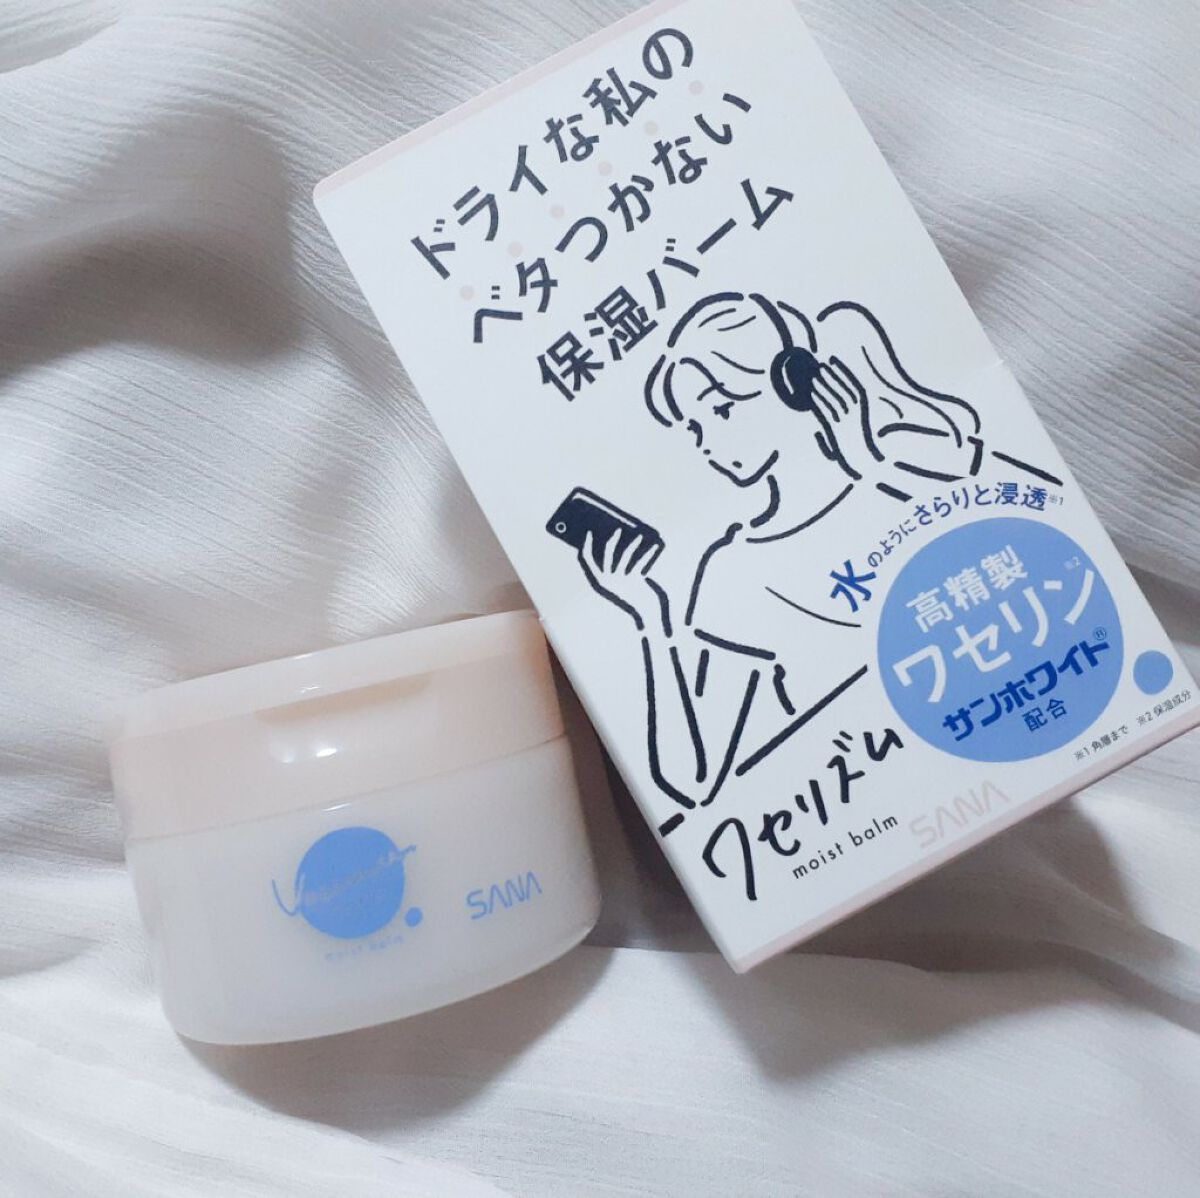 ドライな私の
ベタつかない
保湿バーム
水のようにさらりと浸透※1
高精製
ワセリン※2
サンホワイト®
配合
※1 角層まで ※2 保湿成分
ワセリズム
moist balm
SANA
SANA
moist balm